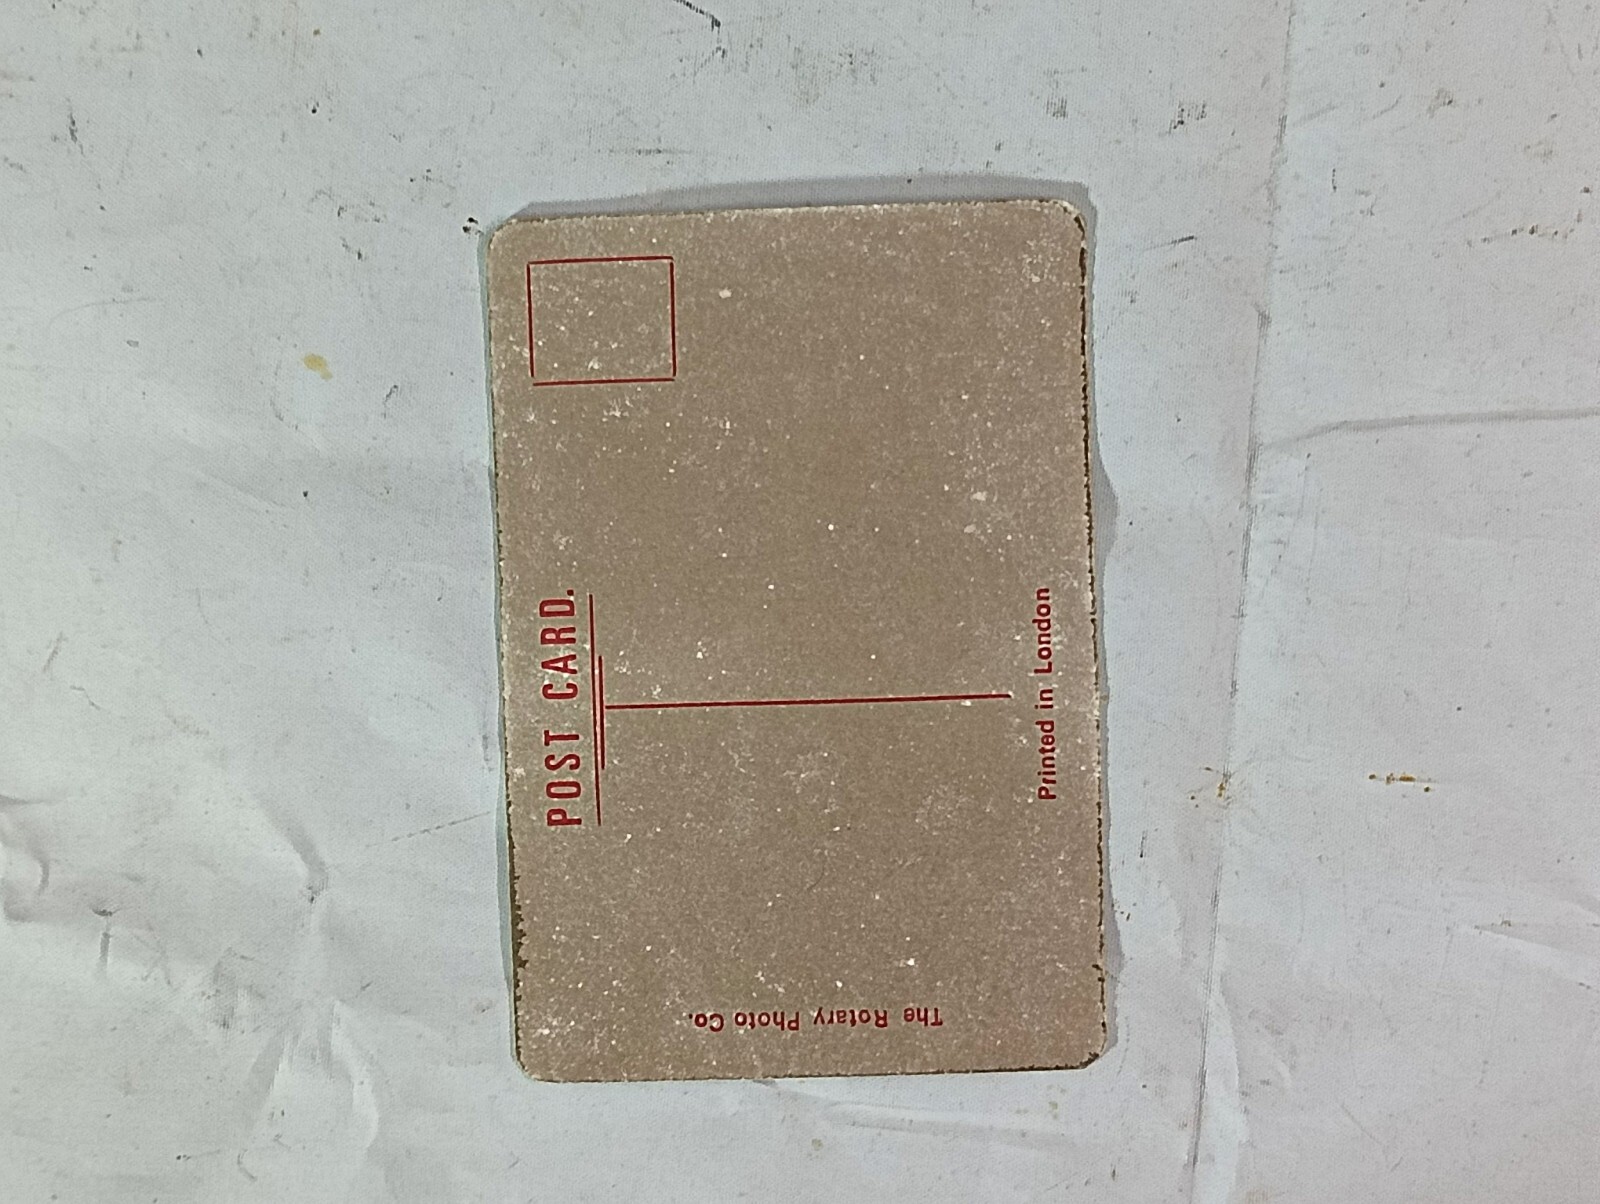 POST CARD.
The Rotary Photo Co.
Printed in London